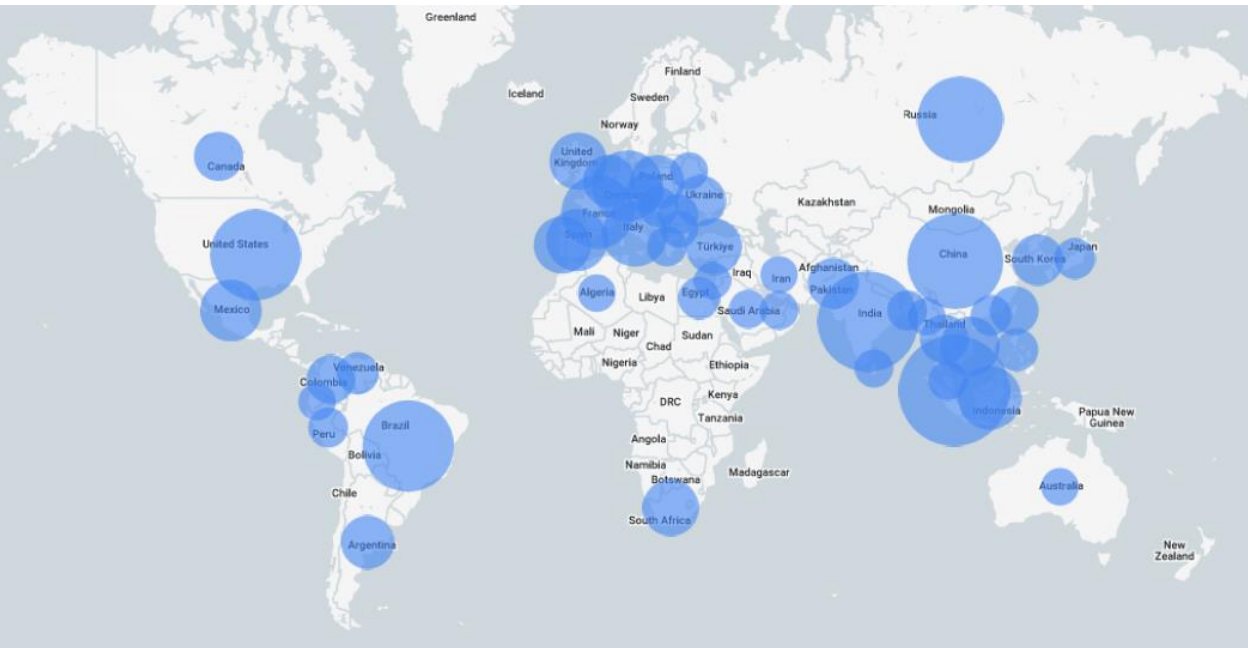 Greenland
Iceland
Finland
Sweden
Norway
Russia
Canada
United
Kingdom
Poland
Ukraine
Kazakhstan
Mongolia
France
Italy
Spain
United States
Türkiye
China
South Korea
Japan
Iraq
Iran
Afghanistan
Pakistan
Mexico
Algeria
Libya
Egypt
Saudi Arabia
India
Thailand
Mali
Niger
Chad
Sudan
Nigeria
Ethiopia
Venezuela
Colombia
DRC
Kenya
Tanzania
Indonesia
Papua New
Guinea
Peru
Brazil
Bolivia
Angola
Namibia
Botswana
Madagascar
Chile
South Africa
Australia
Argentina
New
Zealand